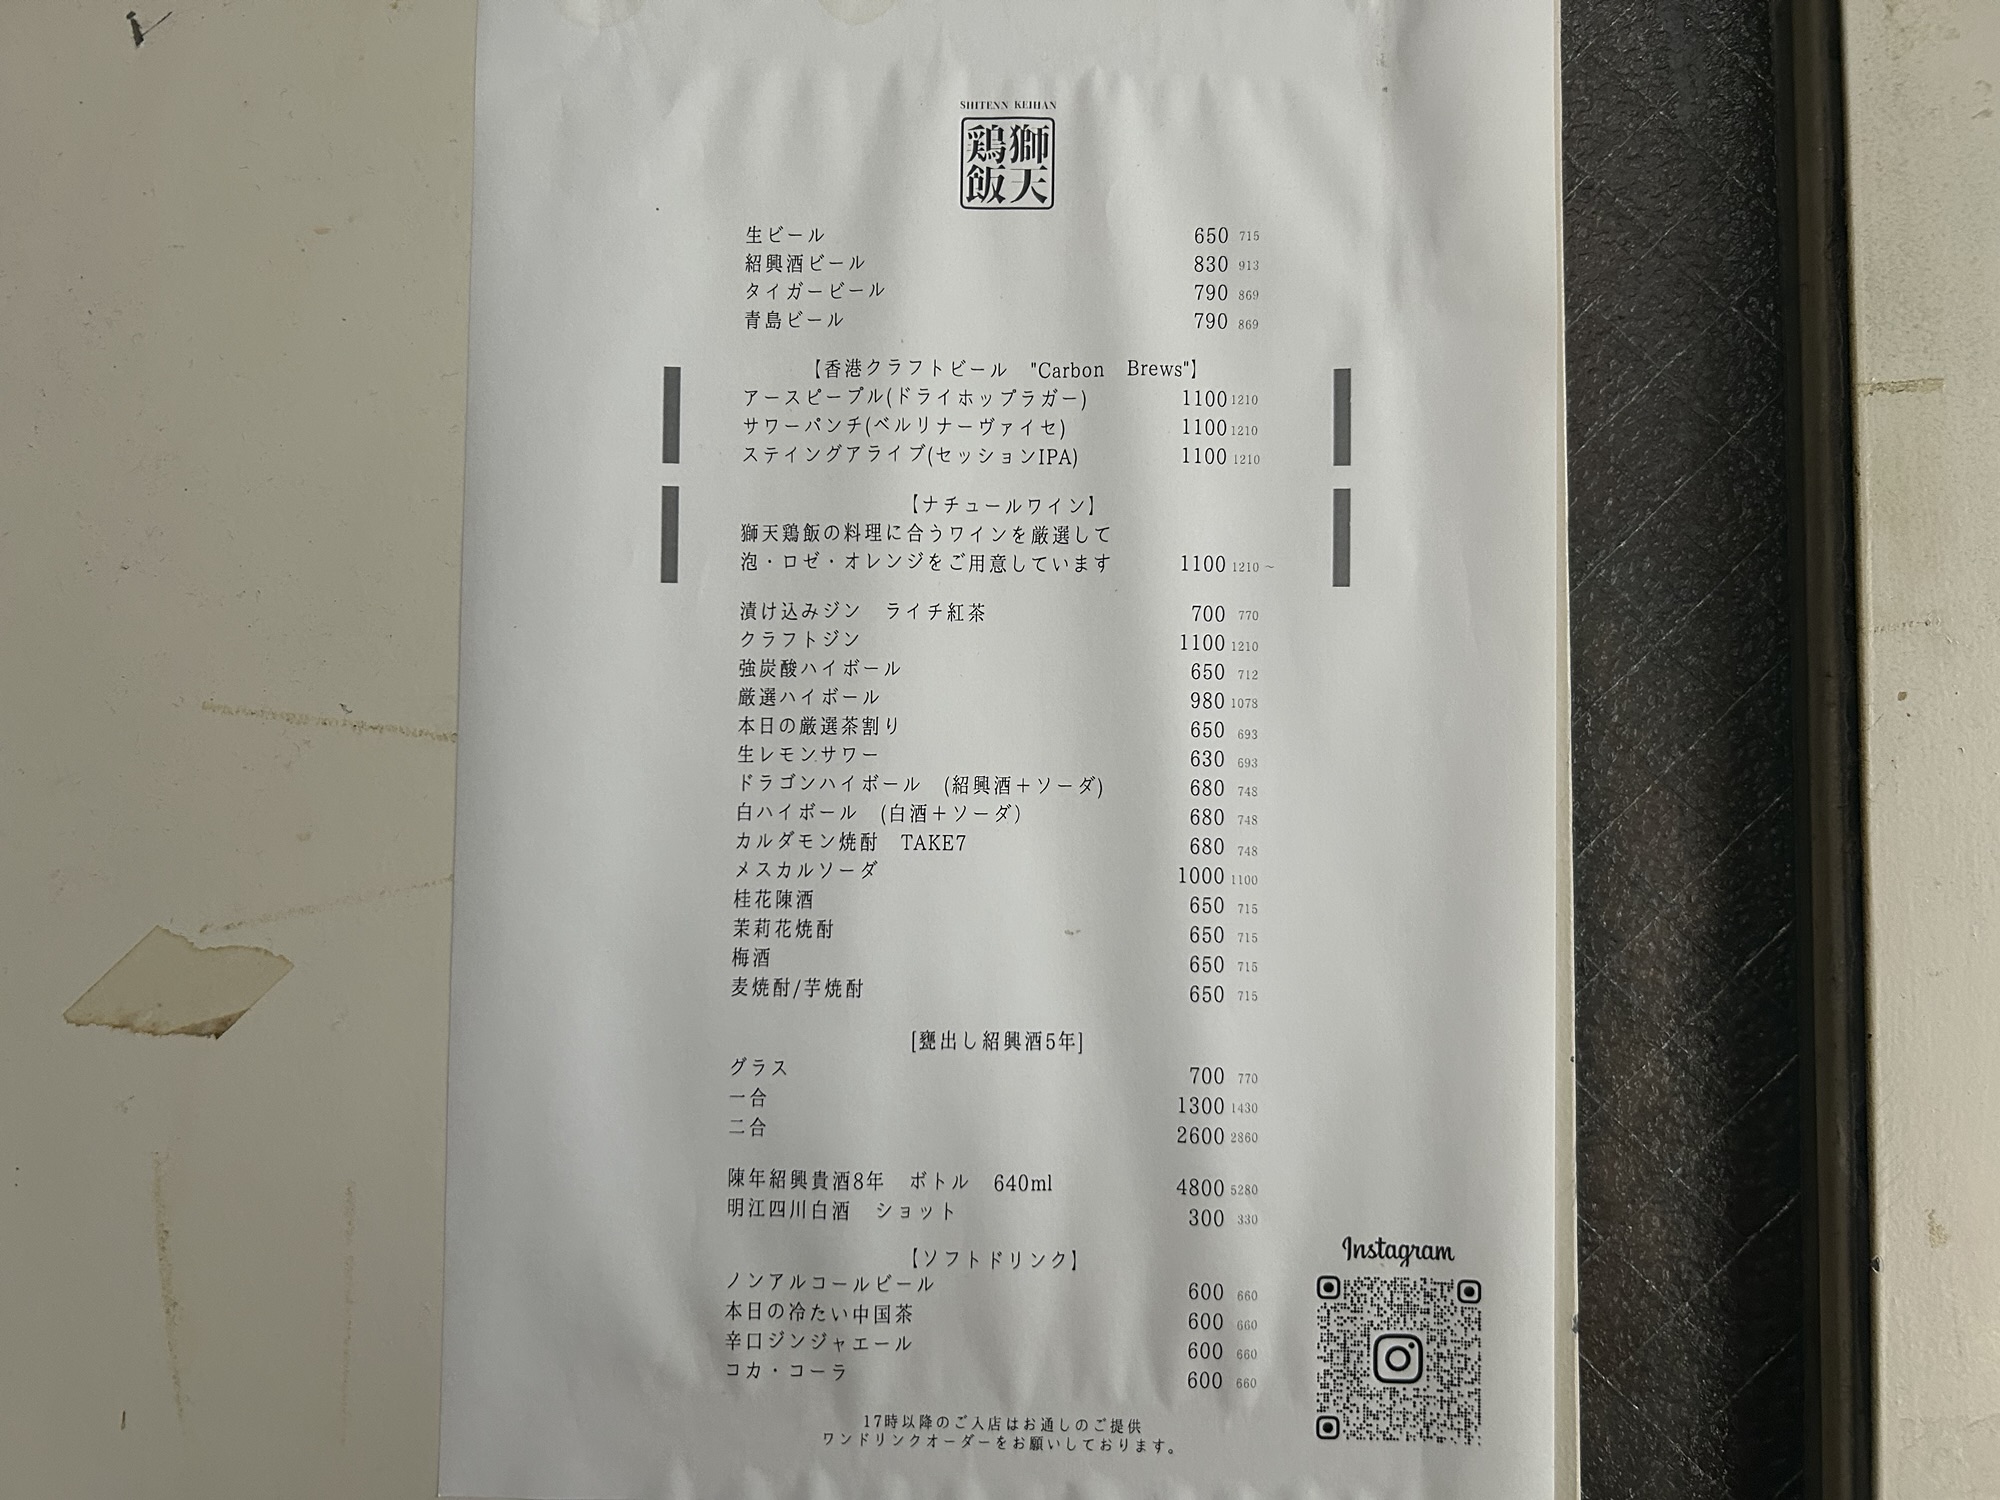 SHITENN KEIHAN
獅天
鶏飯
生ビール 650 715
紹興酒ビール 830 913
タイガービール 790 869
青島ビール 790 869
【香港クラフトビール "Carbon Brews"】
アースピープル(ドライホップラガー) 1100 1210
サワーパンチ(ベルリナーヴァイセ) 1100 1210
ステイングアライブ(セッションIPA) 1100 1210
【ナチュールワイン】
獅天鶏飯の料理に合うワインを厳選して
泡・ロゼ・オレンジをご用意しています 1100 1210 ~
漬け込みジン ライチ紅茶 700 770
クラフトジン 1100 1210
強炭酸ハイボール 650 712
厳選ハイボール 980 1078
本日の厳選茶割り 650 693
生レモンサワー 630 693
ドラゴンハイボール (紹興酒+ソーダ) 680 748
白ハイボール (白酒+ソーダ) 680 748
カルダモン焼酎 TAKE7 680 748
メスカルソーダ 1000 1100
桂花陳酒 650 715
茉莉花焼酎 650 715
梅酒 650 715
麦焼酎/芋焼酎 650 715
[甕出し紹興酒5年]
グラス 700 770
一合 1300 1430
二合 2600 2860
陳年紹興貴酒8年 ボトル 640ml 4800 5280
明江四川白酒 ショット 300 330
【ソフトドリンク】
ノンアルコールビール 600 660
本日の冷たい中国茶 600 660
辛口ジンジャエール 600 660
コカ・コーラ 600 660
Instagram
17時以降のご入店はお通しのご提供
ワンドリンクオーダーをお願いしております。